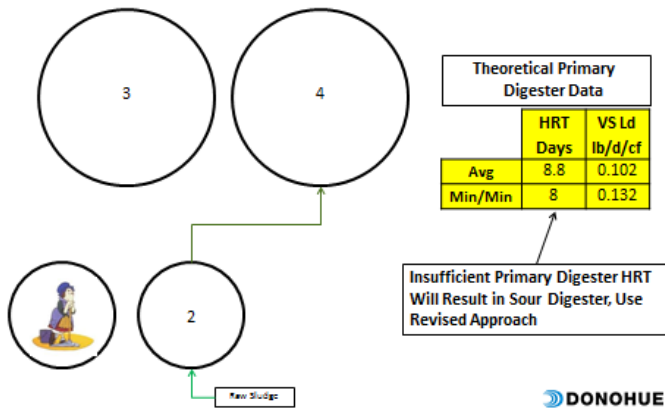 3
4
Theoretical Primary
Digester Data
HRT
Days
VS Ld
lb/d/cf
Avg
8.8
0.102
Min/Min
8
0.132
Insufficient Primary Digester HRT
Will Result in Sour Digester, Use
Revised Approach
2
Raw Sludge
DONOHUE